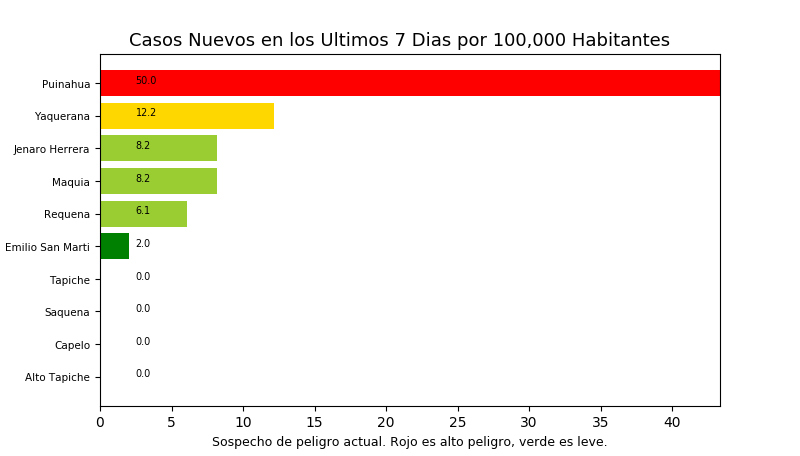 Casos Nuevos en los Ultimos 7 Dias por 100,000 Habitantes
Puinahua 50.0
Yaquerana 12.2
Jenaro Herrera 8.2
Maquia 8.2
Requena 6.1
Emilio San Marti 2.0
Tapiche 0.0
Saquena 0.0
Capelo 0.0
Alto Tapiche 0.0
0 5 10 15 20 25 30 35 40
Sospecho de peligro actual. Rojo es alto peligro, verde es leve.